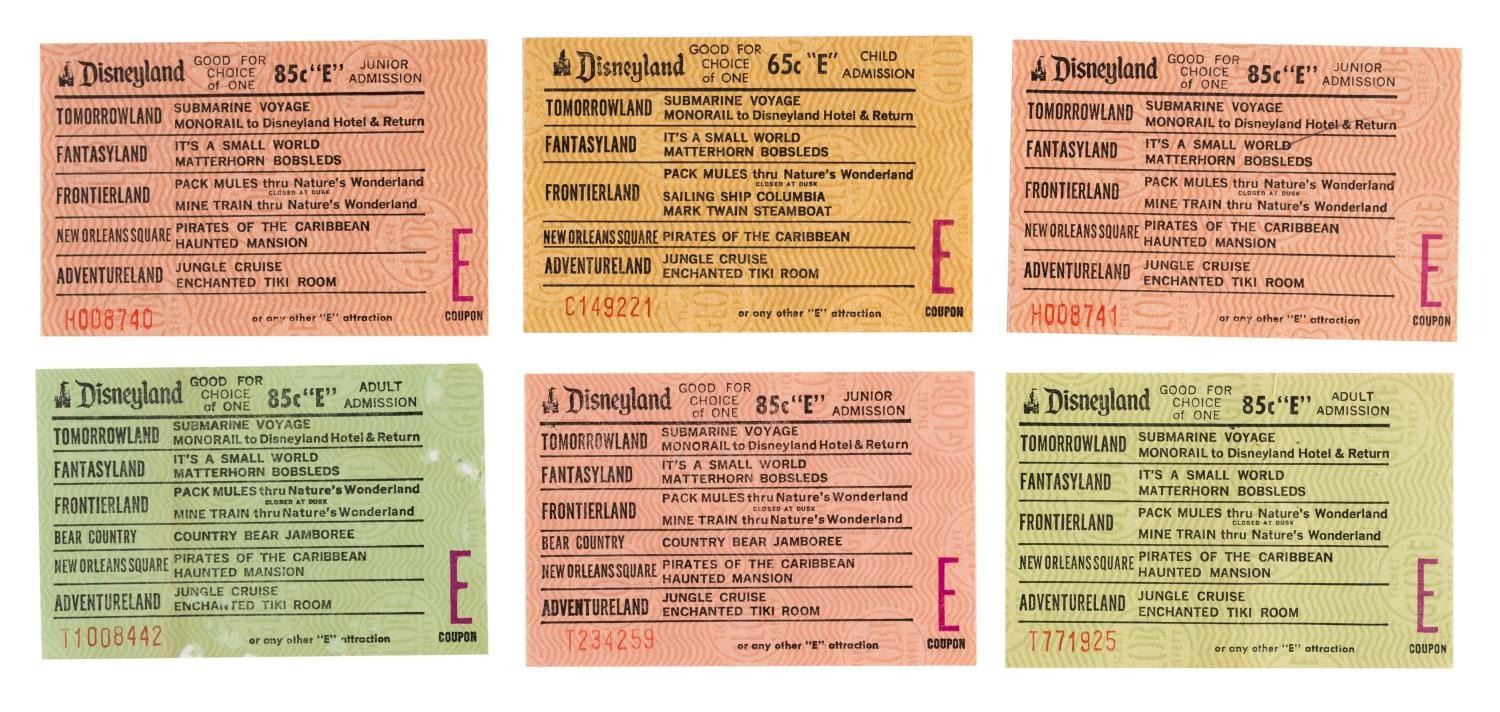 Disneyland GOOD FOR CHOICE of ONE 85c "E" JUNIOR ADMISSION
TOMORROWLAND SUBMARINE VOYAGE
MONORAIL to Disneyland Hotel & Return
FANTASYLAND IT'S A SMALL WORLD
MATTERHORN BOBSLEDS
FRONTIERLAND PACK MULES thru Nature's Wonderland
CLOSED AT DUSK
MINE TRAIN thru Nature's Wonderland
NEW ORLEANS SQUARE PIRATES OF THE CARIBBEAN
HAUNTED MANSION
ADVENTURELAND JUNGLE CRUISE
ENCHANTED TIKI ROOM
H008740 or any other "E" attraction
E
COUPON
Disneyland GOOD FOR CHOICE of ONE 65c "E" CHILD ADMISSION
TOMORROWLAND SUBMARINE VOYAGE
MONORAIL to Disneyland Hotel & Return
FANTASYLAND IT'S A SMALL WORLD
MATTERHORN BOBSLEDS
FRONTIERLAND PACK MULES thru Nature's Wonderland
CLOSED AT DUSK
SAILING SHIP COLUMBIA
MARK TWAIN STEAMBOAT
NEW ORLEANS SQUARE PIRATES OF THE CARIBBEAN
ADVENTURELAND JUNGLE CRUISE
ENCHANTED TIKI ROOM
C149221 or any other "E" attraction
E
COUPON
Disneyland GOOD FOR CHOICE of ONE 85c "E" JUNIOR ADMISSION
TOMORROWLAND SUBMARINE VOYAGE
MONORAIL to Disneyland Hotel & Return
FANTASYLAND IT'S A SMALL WORLD
MATTERHORN BOBSLEDS
FRONTIERLAND PACK MULES thru Nature's Wonderland
CLOSED AT DUSK
MINE TRAIN thru Nature's Wonderland
NEW ORLEANS SQUARE PIRATES OF THE CARIBBEAN
HAUNTED MANSION
ADVENTURELAND JUNGLE CRUISE
ENCHANTED TIKI ROOM
H008741 or any other "E" attraction
E
COUPON
Disneyland GOOD FOR CHOICE of ONE 85c "E" ADULT ADMISSION
TOMORROWLAND SUBMARINE VOYAGE
MONORAIL to Disneyland Hotel & Return
FANTASYLAND IT'S A SMALL WORLD
MATTERHORN BOBSLEDS
FRONTIERLAND PACK MULES thru Nature's Wonderland
CLOSED AT DUSK
MINE TRAIN thru Nature's Wonderland
BEAR COUNTRY COUNTRY BEAR JAMBOREE
NEW ORLEANS SQUARE PIRATES OF THE CARIBBEAN
HAUNTED MANSION
ADVENTURELAND JUNGLE CRUISE
ENCHANTED TIKI ROOM
T1008442 or any other "E" attraction
E
COUPON
Disneyland GOOD FOR CHOICE of ONE 85c "E" JUNIOR ADMISSION
TOMORROWLAND SUBMARINE VOYAGE
MONORAIL to Disneyland Hotel & Return
FANTASYLAND IT'S A SMALL WORLD
MATTERHORN BOBSLEDS
FRONTIERLAND PACK MULES thru Nature's Wonderland
CLOSED AT DUSK
MINE TRAIN thru Nature's Wonderland
BEAR COUNTRY COUNTRY BEAR JAMBOREE
NEW ORLEANS SQUARE PIRATES OF THE CARIBBEAN
HAUNTED MANSION
ADVENTURELAND JUNGLE CRUISE
ENCHANTED TIKI ROOM
T234259 or any other "E" attraction
E
COUPON
Disneyland GOOD FOR CHOICE of ONE 85c "E" ADULT ADMISSION
TOMORROWLAND SUBMARINE VOYAGE
MONORAIL to Disneyland Hotel & Return
FANTASYLAND IT'S A SMALL WORLD
MATTERHORN BOBSLEDS
FRONTIERLAND PACK MULES thru Nature's Wonderland
CLOSED AT DUSK
MINE TRAIN thru Nature's Wonderland
NEW ORLEANS SQUARE PIRATES OF THE CARIBBEAN
HAUNTED MANSION
ADVENTURELAND JUNGLE CRUISE
ENCHANTED TIKI ROOM
T771925 or any other "E" attraction
E
COUPON